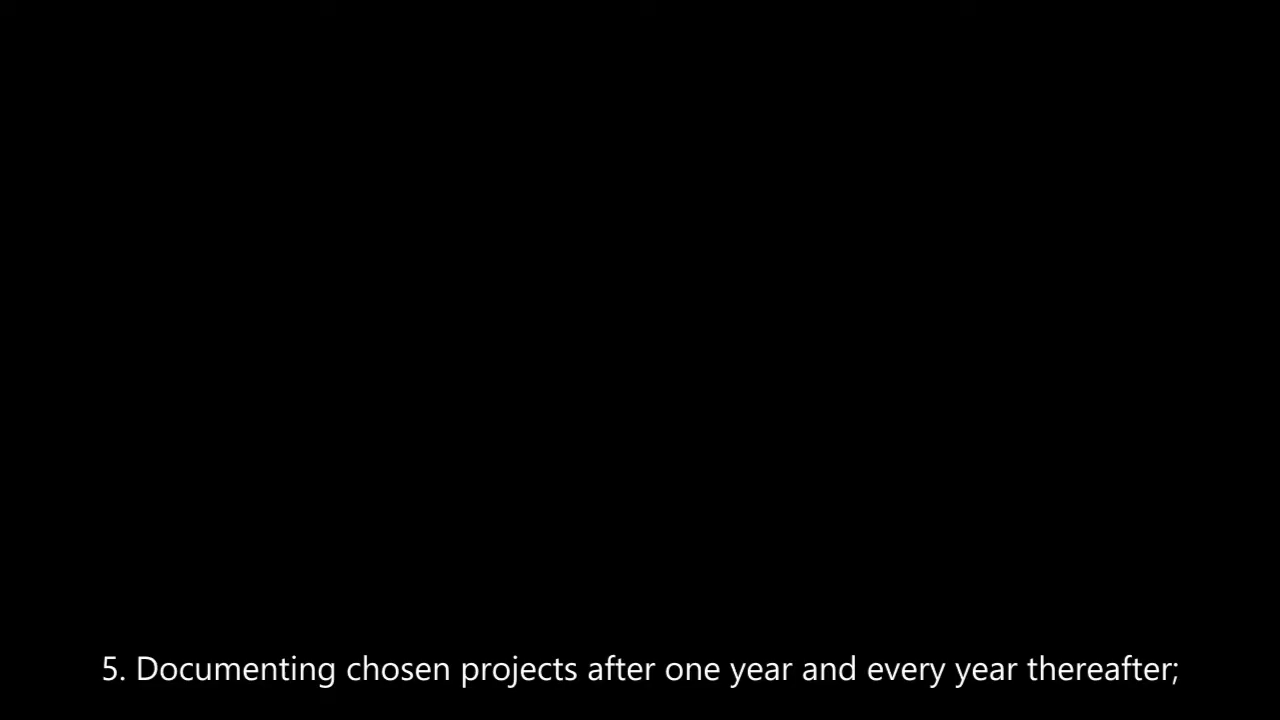 5. Documenting chosen projects after one year and every year thereafter;